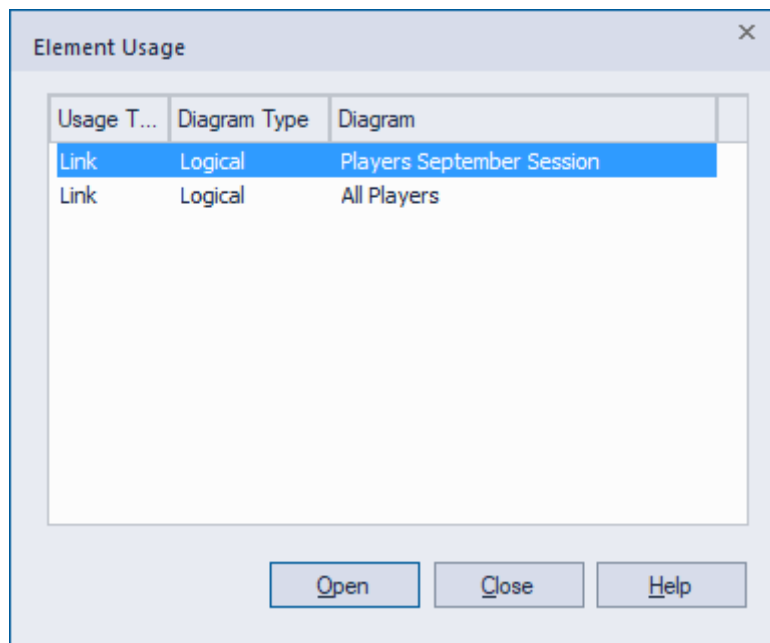 Element Usage
Usage T... Diagram Type Diagram
Link Logical Players September Session
Link Logical All Players
Open Close Help